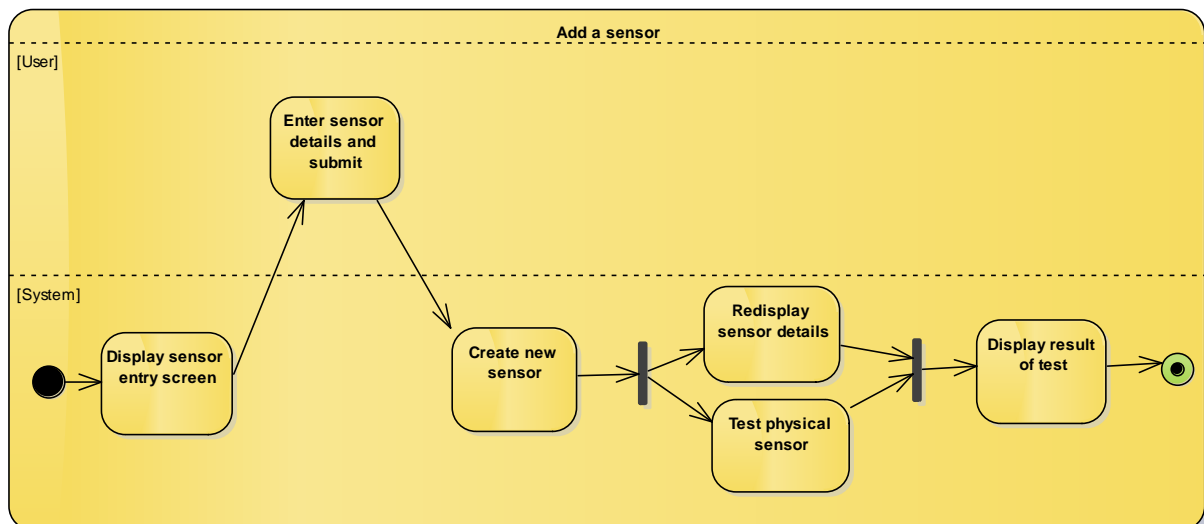 Add a sensor
[User]
Enter sensor
details and
submit
[System]
Display sensor
entry screen
Create new
sensor
Redisplay
sensor details
Test physical
sensor
Display result
of test